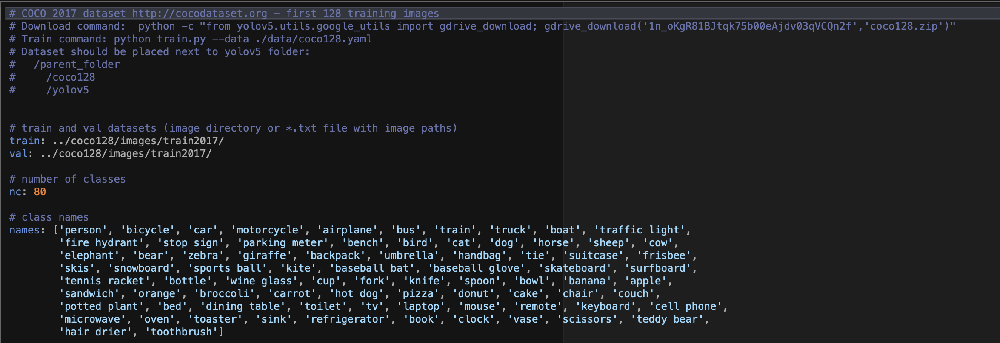 # COCO 2017 dataset http://cocodataset.org – first 128 training images
# Download command:  python -c "from yolov5.utils.google_utils import gdrive_download; gdrive_download('1n_oKgR81BJtqk75b00eAjdv03qVCQn2f','coco128.zip')"
# Train command: python train.py --data ./data/coco128.yaml
# Dataset should be placed next to yolov5 folder:
#   /parent_folder
#     /coco128
#     /yolov5
# train and val datasets (image directory or *.txt file with image paths)
train: ../coco128/images/train2017/
val: ../coco128/images/train2017/
# number of classes
nc: 80
# class names
names: ['person', 'bicycle', 'car', 'motorcycle', 'airplane', 'bus', 'train', 'truck', 'boat', 'traffic light',
        'fire hydrant', 'stop sign', 'parking meter', 'bench', 'bird', 'cat', 'dog', 'horse', 'sheep', 'cow',
        'elephant', 'bear', 'zebra', 'giraffe', 'backpack', 'umbrella', 'handbag', 'tie', 'suitcase', 'frisbee',
        'skis', 'snowboard', 'sports ball', 'kite', 'baseball bat', 'baseball glove', 'skateboard', 'surfboard',
        'tennis racket', 'bottle', 'wine glass', 'cup', 'fork', 'knife', 'spoon', 'bowl', 'banana', 'apple',
        'sandwich', 'orange', 'broccoli', 'carrot', 'hot dog', 'pizza', 'donut', 'cake', 'chair', 'couch',
        'potted plant', 'bed', 'dining table', 'toilet', 'tv', 'laptop', 'mouse', 'remote', 'keyboard', 'cell phone',
        'microwave', 'oven', 'toaster', 'sink', 'refrigerator', 'book', 'clock', 'vase', 'scissors', 'teddy bear',
        'hair drier', 'toothbrush']